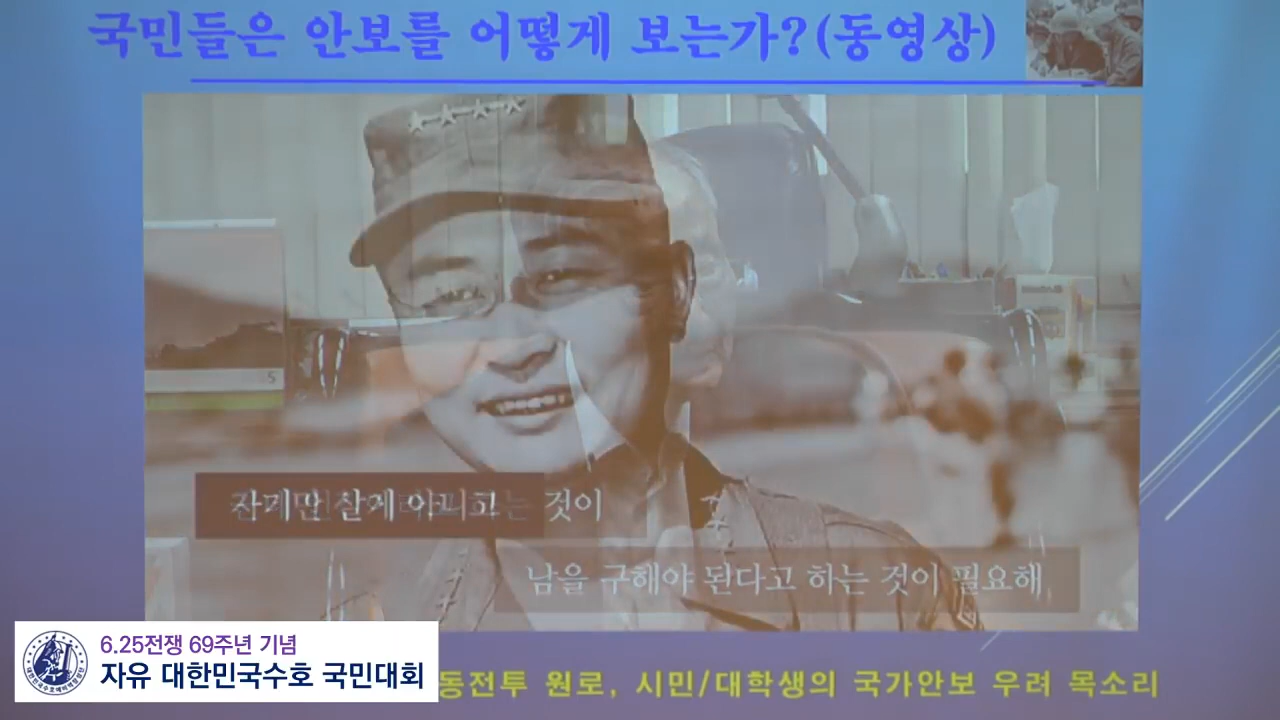 국민들은 안보를 어떻게 보는가?(동영상)
것이
남을 구해야 된다고 하는 것이 필요해
6.25전쟁 69주년 기념
자유 대한민국수호 국민대회
동전투 원로, 시민/대학생의 국가안보 우려 목소리